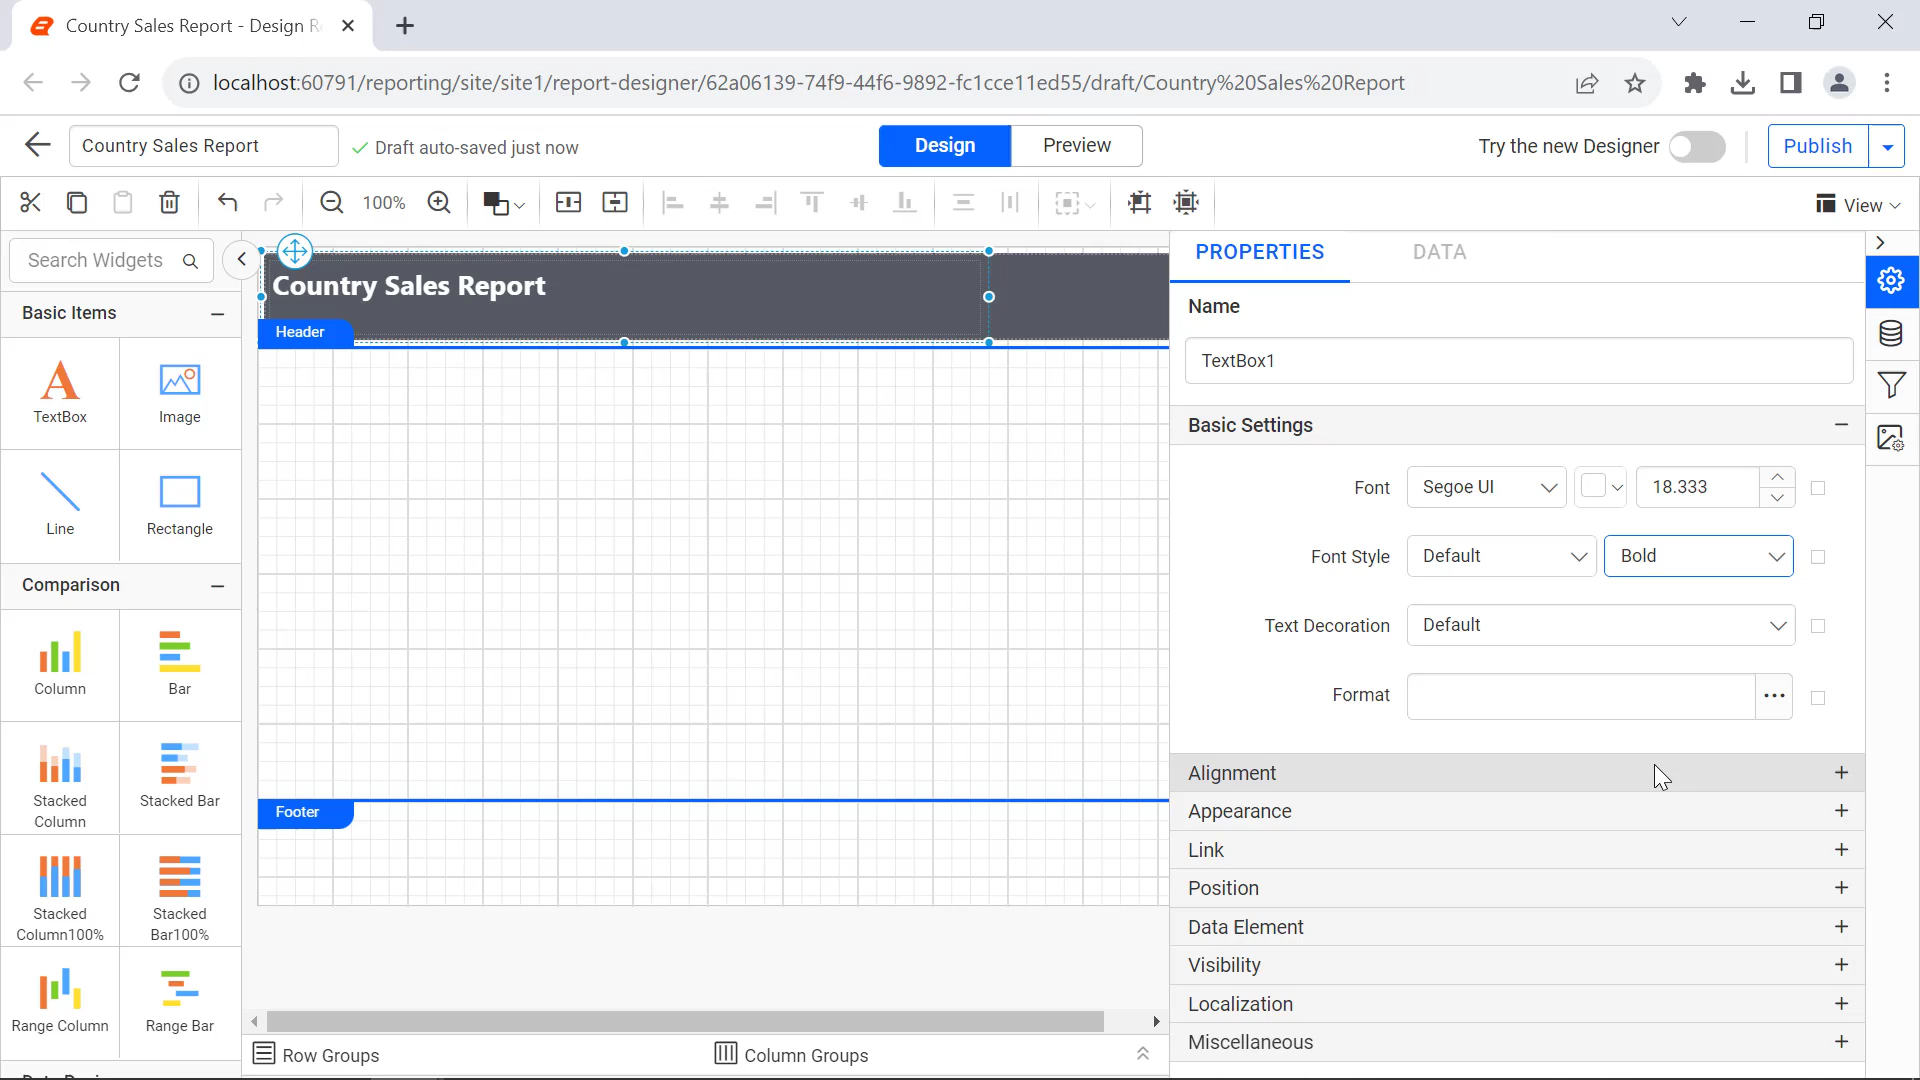 Country Sales Report - Design R
localhost:60791/reporting/site/site1/report-designer/62a06139-74f9-44f6-9892-fc1cce11ed55/draft/Country%20Sales%20Report
Country Sales Report
Draft auto-saved just now
Design
Preview
Try the new Designer
Publish
100%
View
Search Widgets
Basic Items
TextBox
Image
Line
Rectangle
Comparison
Column
Bar
Stacked
Column
Stacked Bar
Stacked
Column100%
Stacked
Bar100%
Range Column
Range Bar
Country Sales Report
Header
Footer
Row Groups
Column Groups
PROPERTIES
DATA
Name
TextBox1
Basic Settings
Font
Segoe UI
18.333
Font Style
Default
Bold
Text Decoration
Default
Format
Alignment
Appearance
Link
Position
Data Element
Visibility
Localization
Miscellaneous